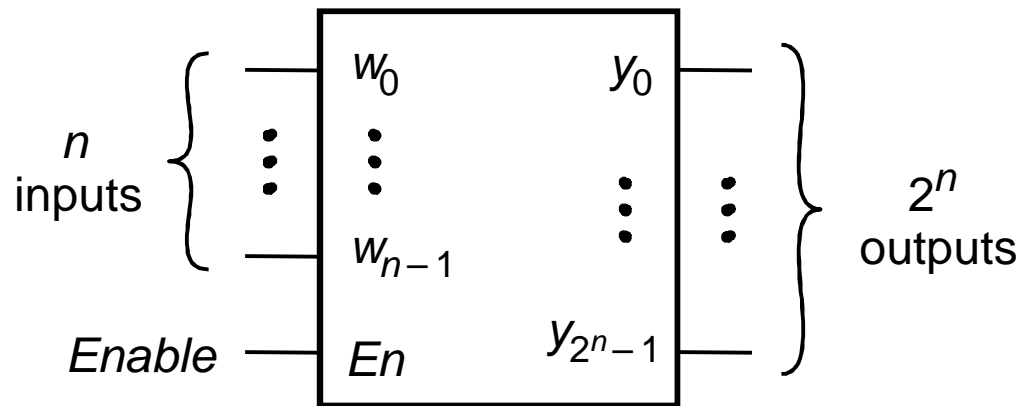 n
inputs
Enable
w₀
wₙ₋₁
En
y₀
y₂ⁿ₋₁
2ⁿ
outputs